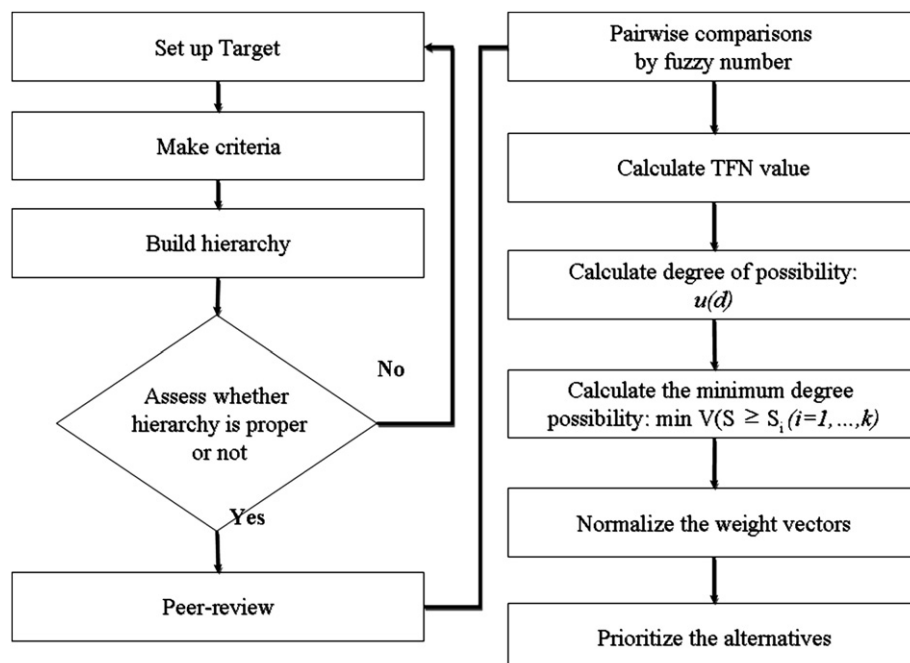 Set up Target
Make criteria
Build hierarchy
Assess whether
hierarchy is proper
or not
No
Yes
Peer-review
Pairwise comparisons
by fuzzy number
Calculate TFN value
Calculate degree of possibility:
u(d)
Calculate the minimum degree
possibility: min V(S ≥ Sᵢ (i=1, ...,k)
Normalize the weight vectors
Prioritize the alternatives